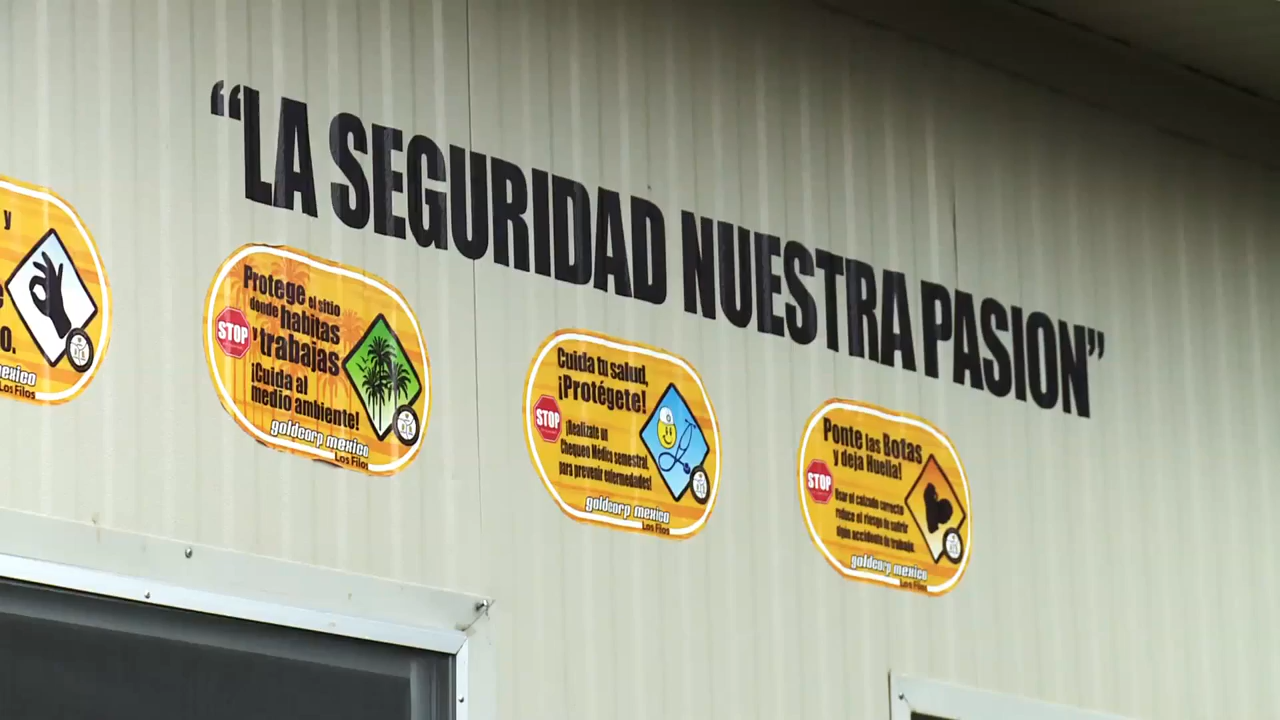 “LA SEGURIDAD NUESTRA PASION”
y
o.
mexico
Los Filos
Protege el sitio
donde habitas
y trabajas
STOP
¡Cuida al
medio ambiente!
goldcorp mexico
Los Filos
Cuida tu salud,
¡Protégete!
STOP
¡Realízate un
Chequeo Médico semestral,
para prevenir enfermedades!
goldcorp mexico
Los Filos
Ponte las Botas
y deja Huella!
STOP
Usar el calzado correcto
reduce el riesgo de sufrir
algún accidente de trabajo.
goldcorp mexico
Los Filos